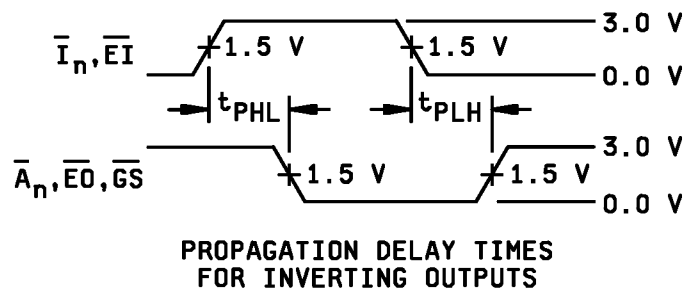 I̅n,E̅I̅
1.5 V
1.5 V
3.0 V
0.0 V
tPHL
tPLH
A̅n,E̅O̅,G̅S̅
1.5 V
1.5 V
3.0 V
0.0 V
PROPAGATION DELAY TIMES
FOR INVERTING OUTPUTS